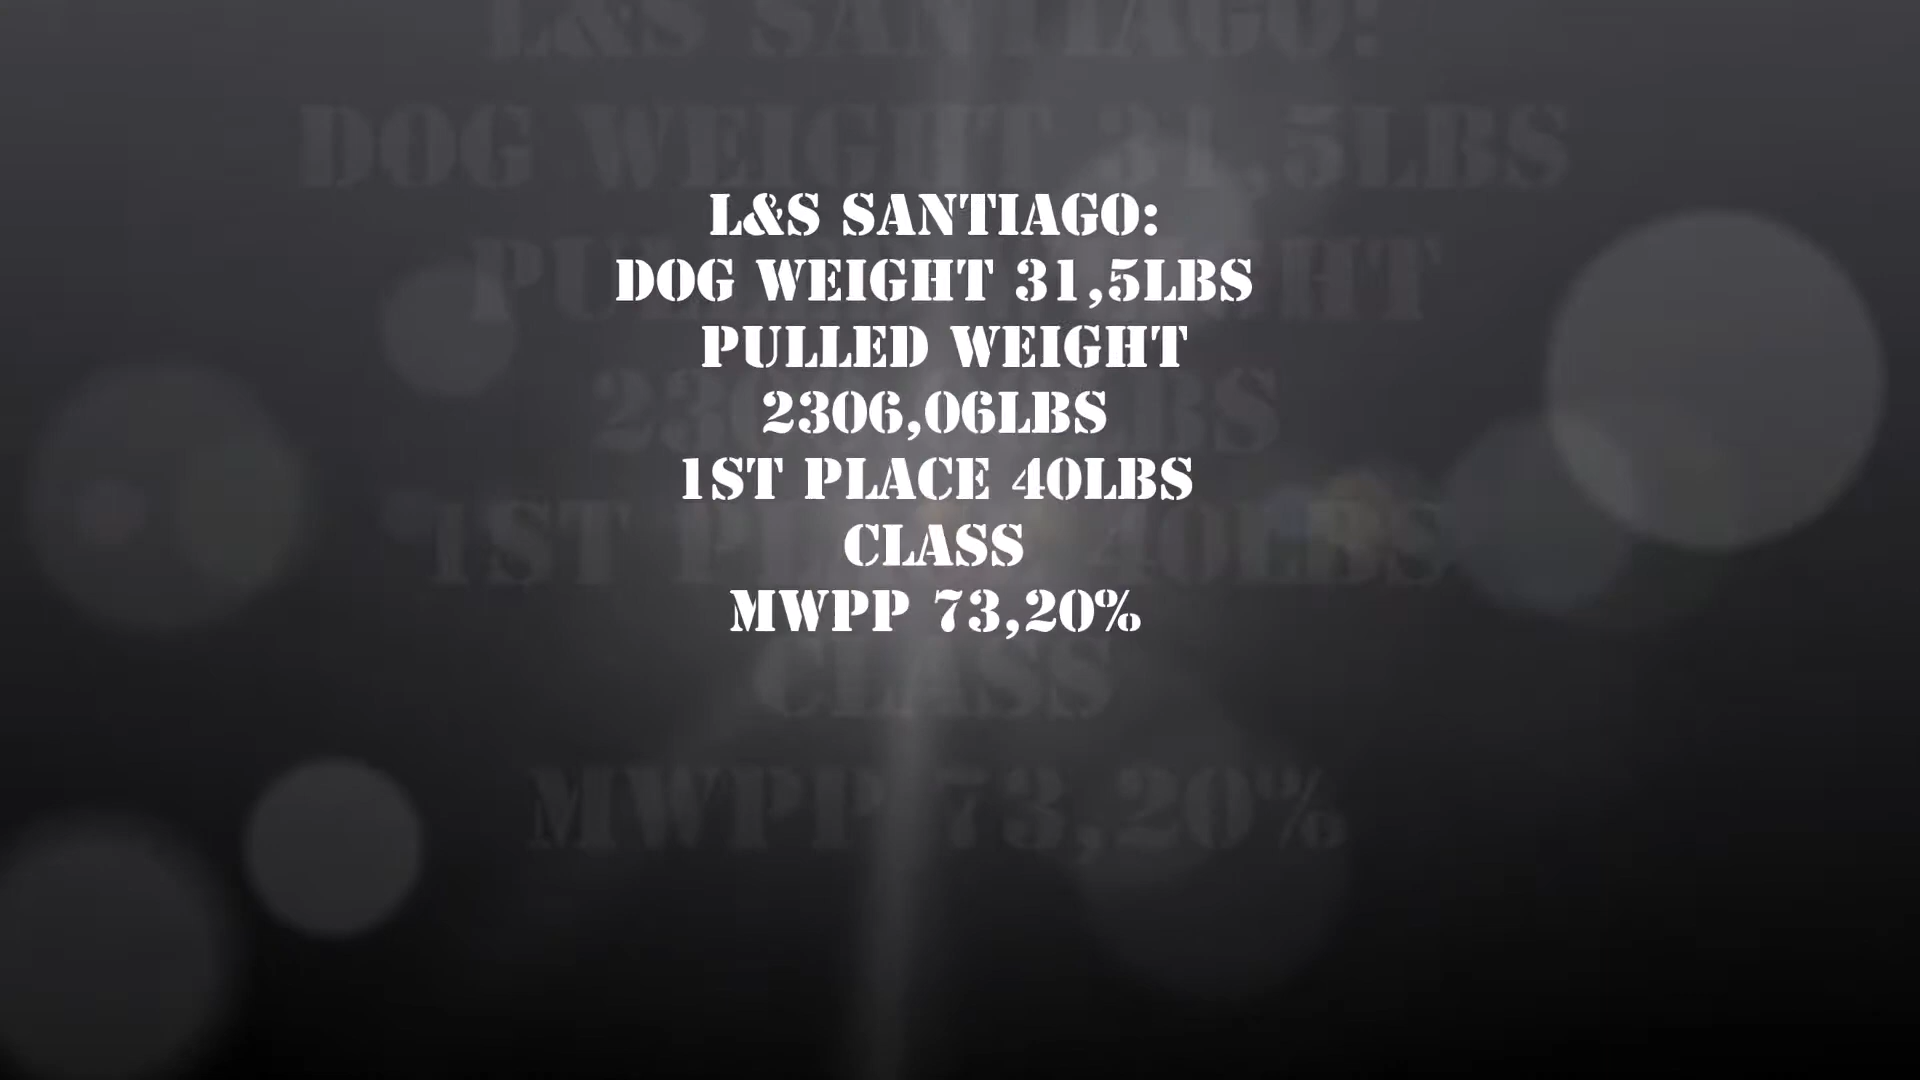 L&S SANTIAGO:
DOG WEIGHT 31,5LBS
PULLED WEIGHT
2306,06LBS
1ST PLACE 40LBS
CLASS
MWPP 73,20%